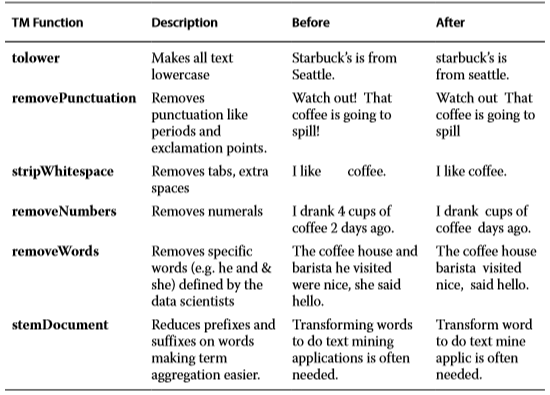 TM Function Description Before After
tolower Makes all text Starbuck's is from starbuck's is
lowercase Seattle. from seattle.
removePunctuation Removes Watch out! That Watch out That
punctuation like coffee is going to coffee is going to
periods and spill! spill
exclamation points.
stripWhitespace Removes tabs, extra I like coffee. I like coffee.
spaces
removeNumbers Removes numerals I drank 4 cups of I drank cups of
coffee 2 days ago. coffee days ago.
removeWords Removes specific The coffee house and The coffee house
words (e.g. he and & barista he visited barista visited
she) defined by the were nice, she said nice, said hello.
data scientists hello.
stemDocument Reduces prefixes and Transforming words Transform word
suffixes on words to do text mining to do text mine
making term applications is often applic is often
aggregation easier. needed. needed.